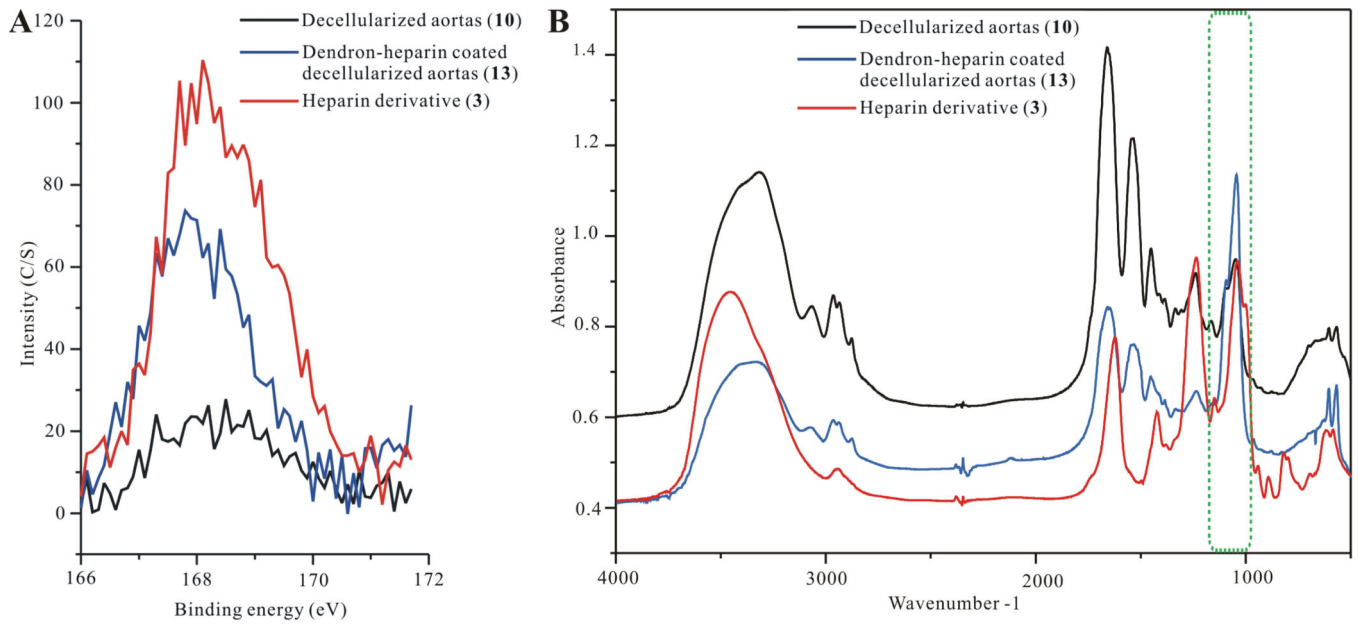 A
120
100
80
60
40
20
0
Intensity (C/S)
166
168
170
172
Binding energy (eV)
Decellularized aortas (10)
Dendron-heparin coated
decellularized aortas (13)
Heparin derivative (3)
B
1.4
1.2
1.0
0.8
0.6
0.4
Absorbance
4000
3000
2000
1000
Wavenumber -1
Decellularized aortas (10)
Dendron-heparin coated
decellularized aortas (13)
Heparin derivative (3)